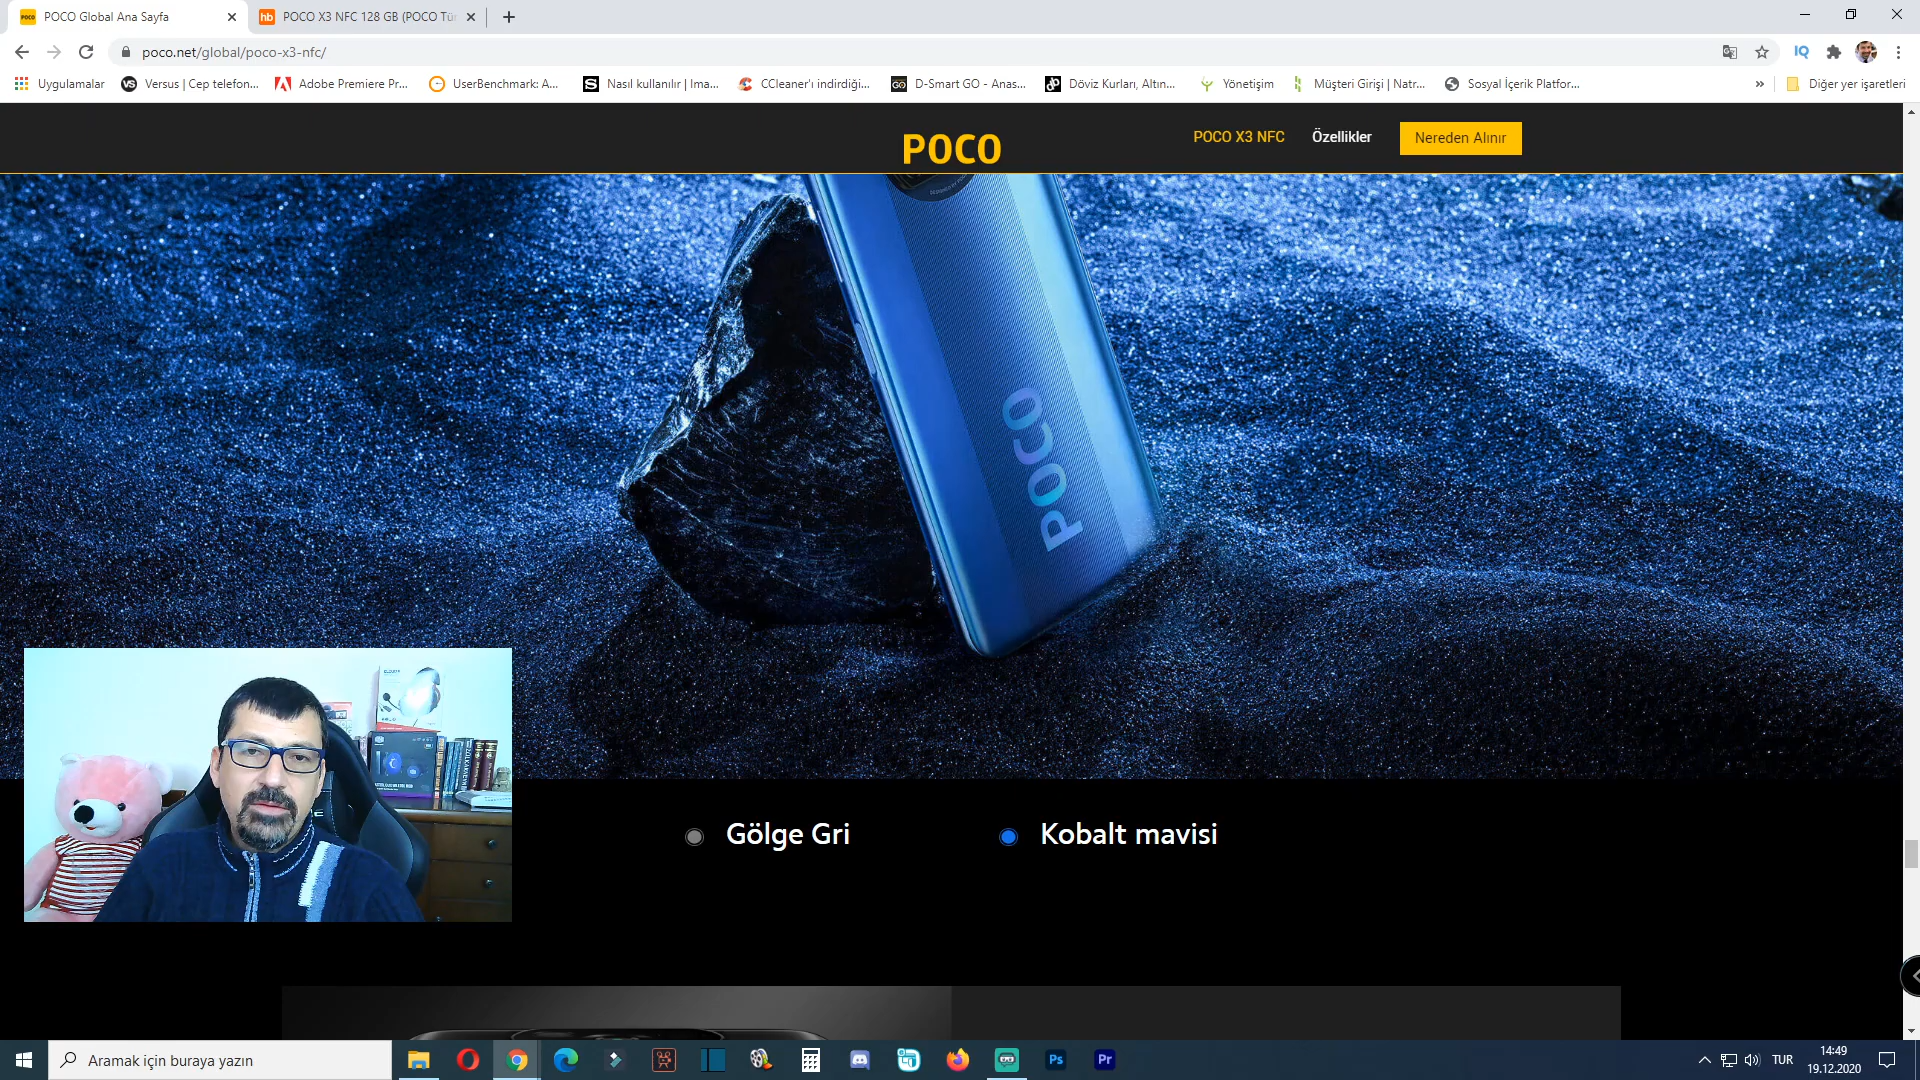 POCO Global Ana Sayfa
POCO X3 NFC 128 GB (POCO Tür
poco.net/global/poco-x3-nfc/
Uygulamalar
Versus | Cep telefon...
Adobe Premiere Pr...
UserBenchmark: A...
Nasıl kullanılır | Ima...
CCleaner'ı indirdiği...
D-Smart GO - Anas...
Döviz Kurları, Altın...
Yönetişim
Müşteri Girişi | Natr...
Sosyal İçerik Platfor...
» Diğer yer işaretleri
POCO
POCO X3 NFC
Özellikler
Nereden Alınır
POCO
Gölge Gri
Kobalt mavisi
Aramak için buraya yazın
Ps
Pr
TUR
14:49
19.12.2020